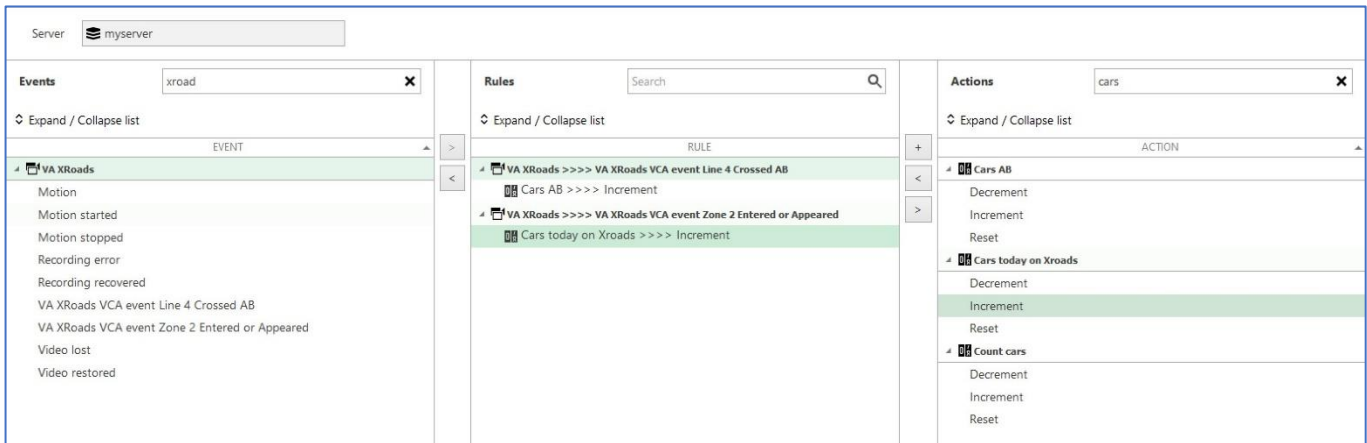 Server myserver
Events xroad
Expand / Collapse list
EVENT
VA XRoads
Motion
Motion started
Motion stopped
Recording error
Recording recovered
VA XRoads VCA event Line 4 Crossed AB
VA XRoads VCA event Zone 2 Entered or Appeared
Video lost
Video restored
>
<
Rules Search
Expand / Collapse list
RULE
VA XRoads >>>> VA XRoads VCA event Line 4 Crossed AB
Cars AB >>>> Increment
VA XRoads >>>> VA XRoads VCA event Zone 2 Entered or Appeared
Cars today on Xroads >>>> Increment
+
<
>
Actions cars
Expand / Collapse list
ACTION
Cars AB
Decrement
Increment
Reset
Cars today on Xroads
Decrement
Increment
Reset
Count cars
Decrement
Increment
Reset